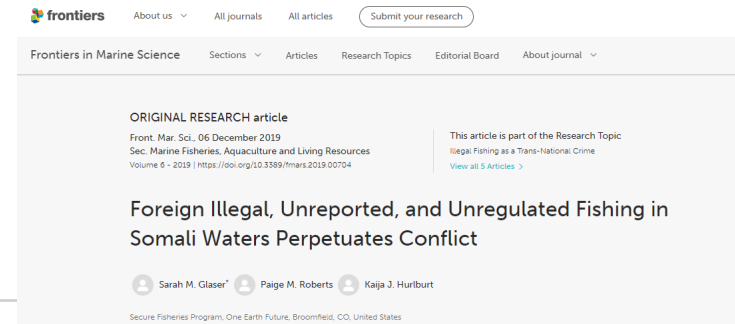 frontiers About us All journals All articles Submit your research
Frontiers in Marine Science Sections Articles Research Topics Editorial Board About journal
ORIGINAL RESEARCH article
Front. Mar. Sci., 06 December 2019
Sec. Marine Fisheries, Aquaculture and Living Resources
Volume 6 - 2019 | https://doi.org/10.3389/fmars.2019.00704
This article is part of the Research Topic
Illegal Fishing as a Trans-National Crime
View all 5 Articles >
Foreign Illegal, Unreported, and Unregulated Fishing in
Somali Waters Perpetuates Conflict
Sarah M. Glaser* Paige M. Roberts Kaija J. Hurlburt
Secure Fisheries Program, One Earth Future, Broomfield, CO, United States